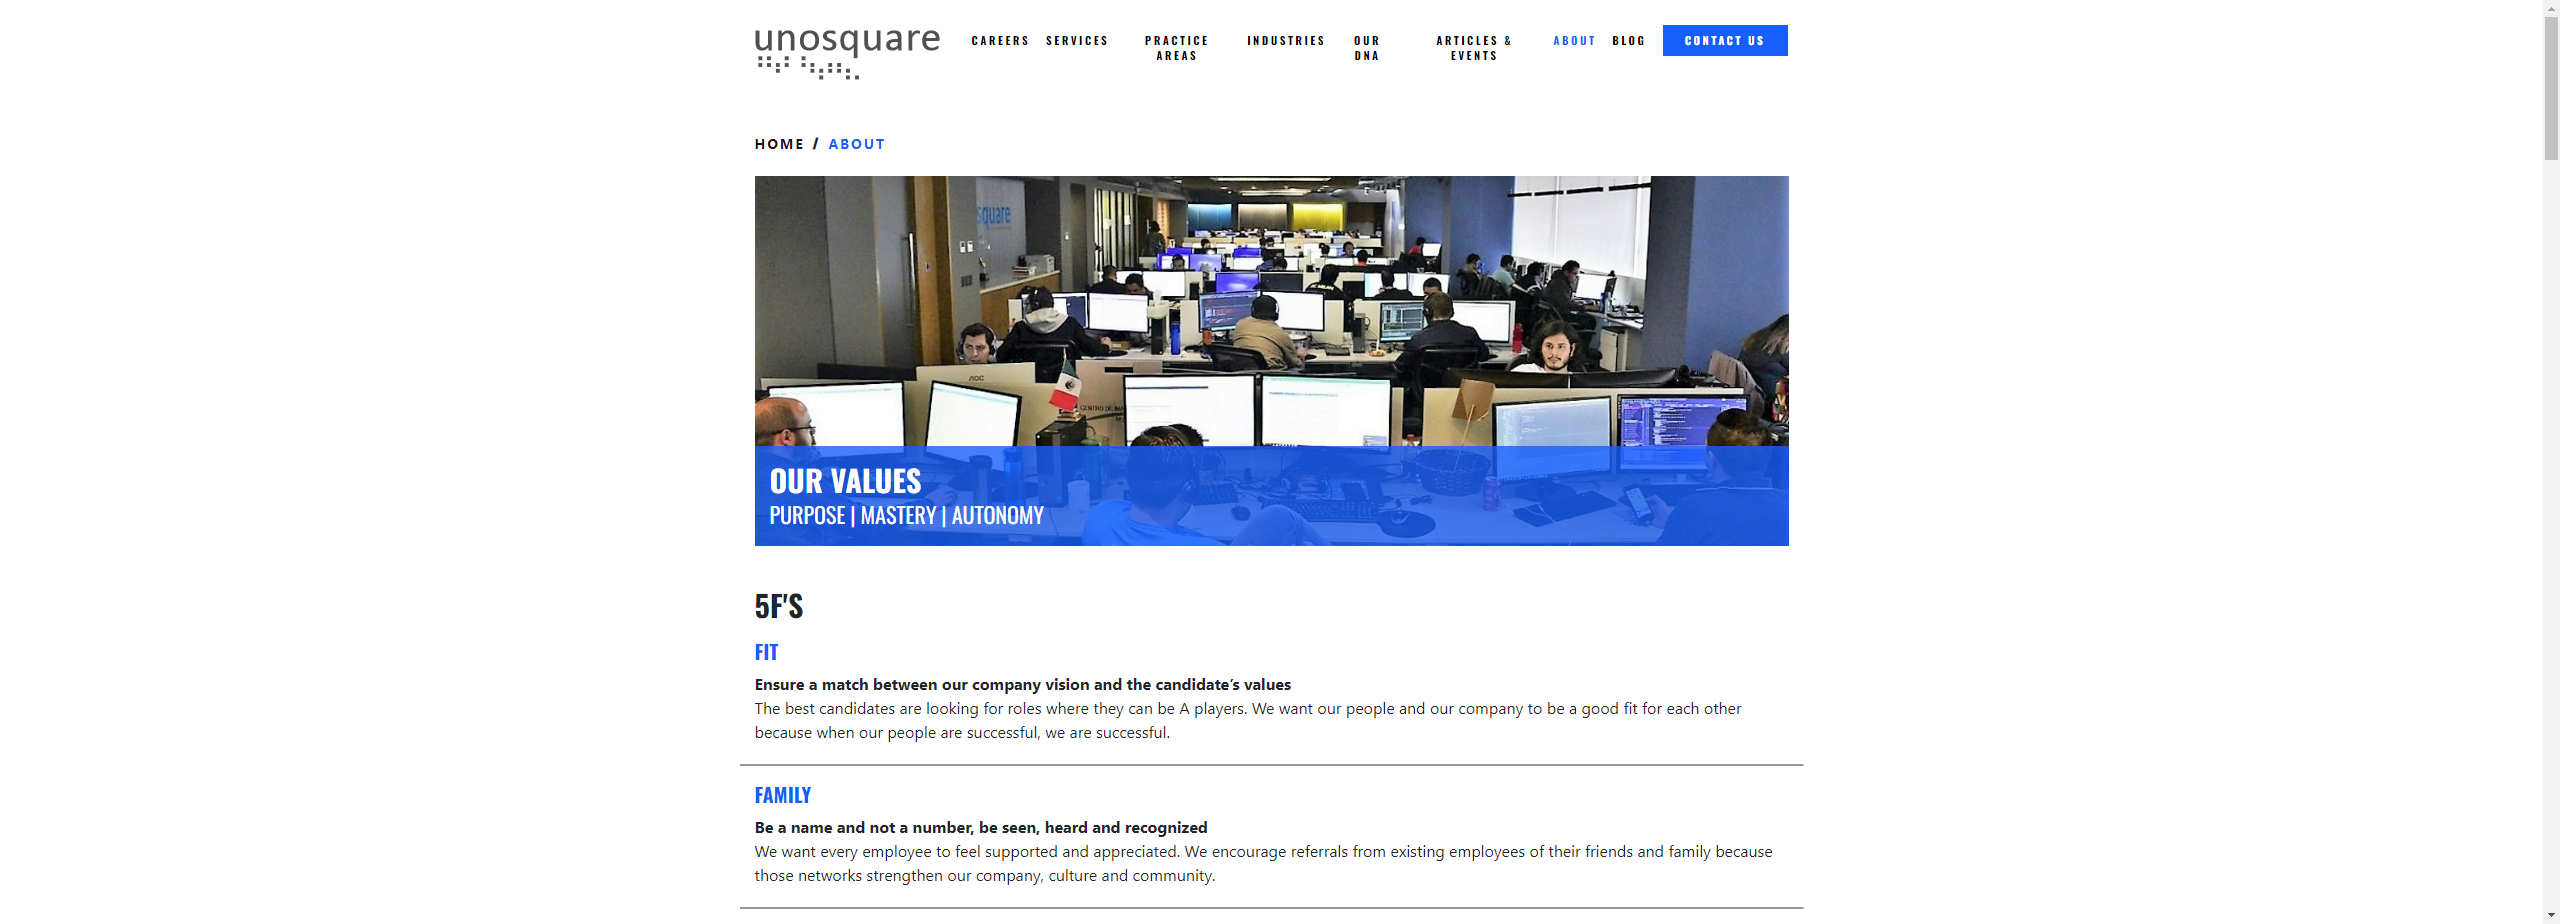 unosquare
CAREERS SERVICES PRACTICE AREAS INDUSTRIES OUR DNA ARTICLES & EVENTS ABOUT BLOG CONTACT US
HOME / ABOUT
square
AOC
OUR VALUES
PURPOSE | MASTERY | AUTONOMY
5F'S
FIT
Ensure a match between our company vision and the candidate’s values
The best candidates are looking for roles where they can be A players. We want our people and our company to be a good fit for each other
because when our people are successful, we are successful.
FAMILY
Be a name and not a number, be seen, heard and recognized
We want every employee to feel supported and appreciated. We encourage referrals from existing employees of their friends and family because
those networks strengthen our company, culture and community.